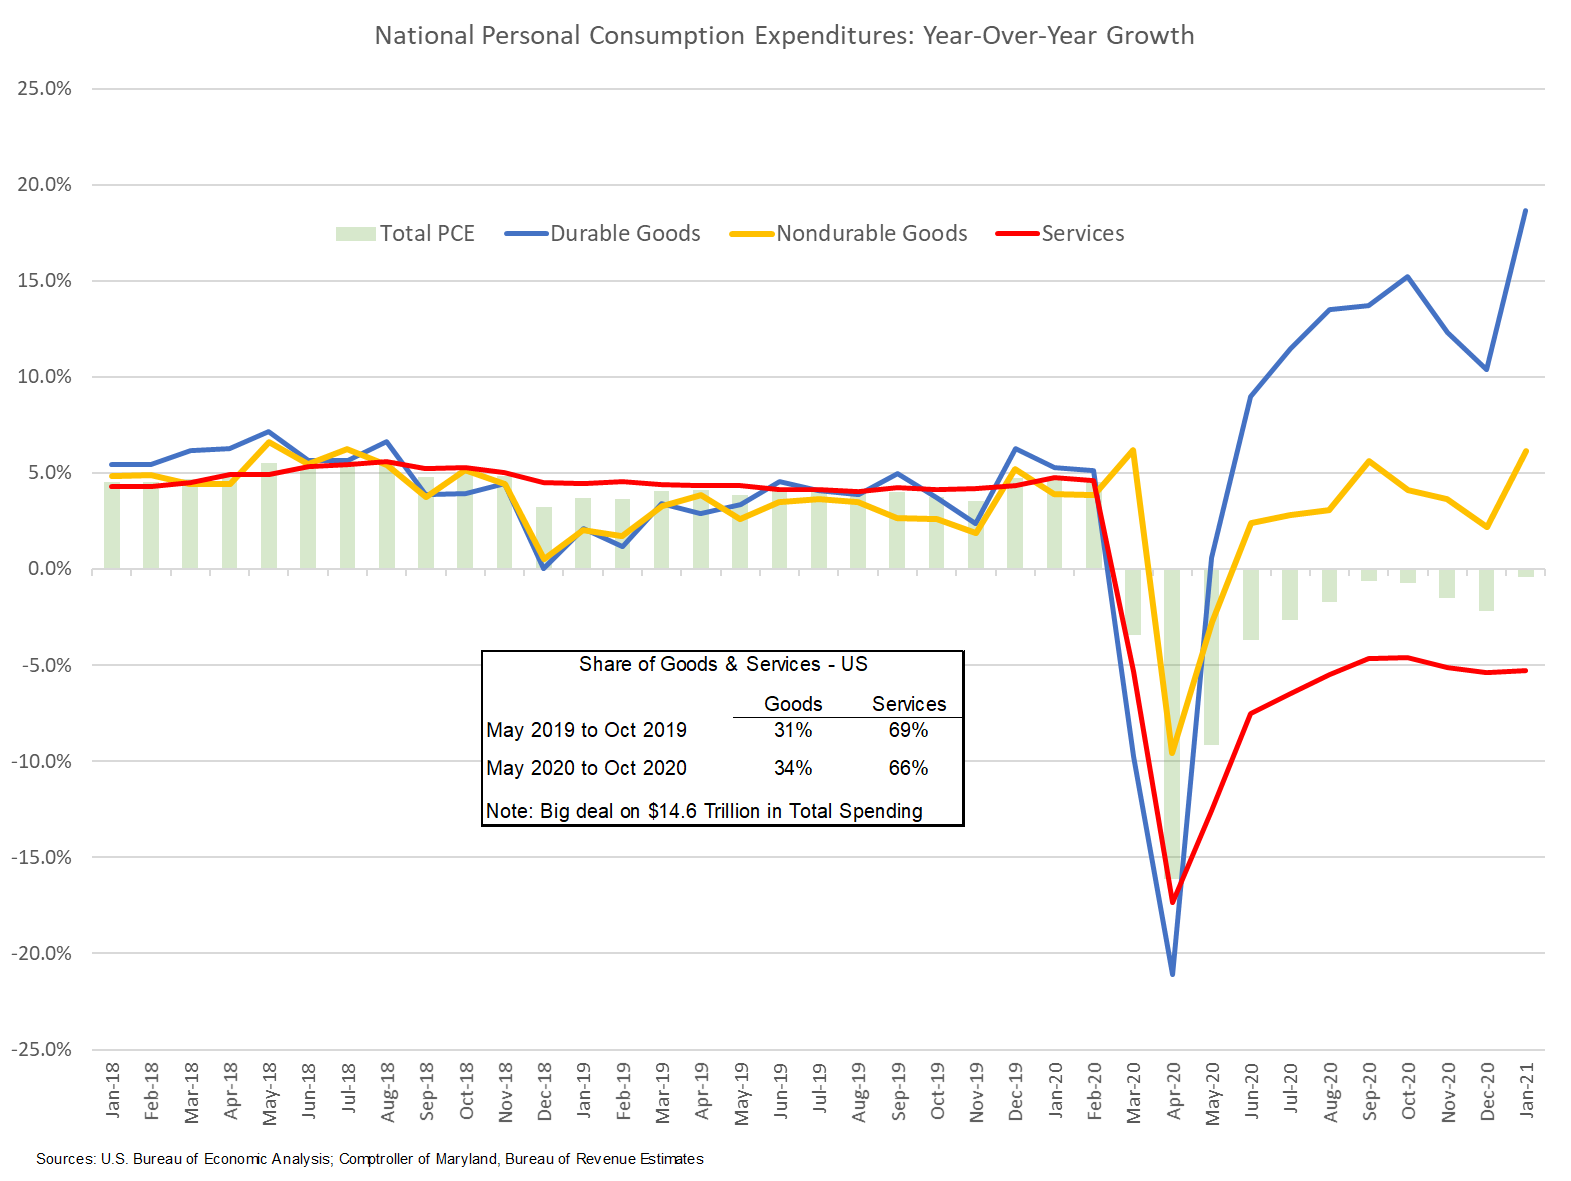 National Personal Consumption Expenditures: Year-Over-Year Growth
25.0%
20.0%
Total PCE Durable Goods Nondurable Goods Services
15.0%
10.0%
5.0%
0.0%
-5.0%
Share of Goods & Services - US
Goods Services
May 2019 to Oct 2019 31% 69%
May 2020 to Oct 2020 34% 66%
Note: Big deal on $14.6 Trillion in Total Spending
-10.0%
-15.0%
-20.0%
-25.0%
Jan-18 Feb-18 Mar-18 Apr-18 May-18 Jun-18 Jul-18 Aug-18 Sep-18 Oct-18 Nov-18 Dec-18 Jan-19 Feb-19 Mar-19 Apr-19 May-19 Jun-19 Jul-19 Aug-19 Sep-19 Oct-19 Nov-19 Dec-19 Jan-20 Feb-20 Mar-20 Apr-20 May-20 Jun-20 Jul-20 Aug-20 Sep-20 Oct-20 Nov-20 Dec-20 Jan-21
Sources: U.S. Bureau of Economic Analysis; Comptroller of Maryland, Bureau of Revenue Estimates